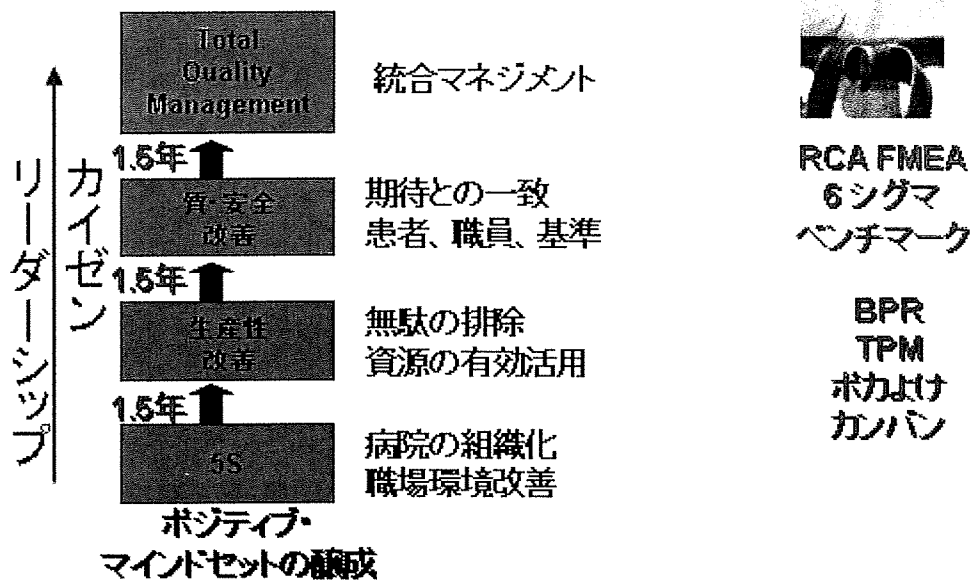 Total
Quality
Management
統合マネジメント
1.5年
質・安全
改善
期待との一致
患者、職員、基準
1.5年
生産性
改善
無駄の排除
資源の有効活用
1.5年
5S
病院の組織化
職場環境改善
ポジティブ・
マインドセットの醸成
リーダーシップ
カイゼン
RCA FMEA
6シグマ
ベンチマーク
BPR
TPM
ポカよけ
カンバン